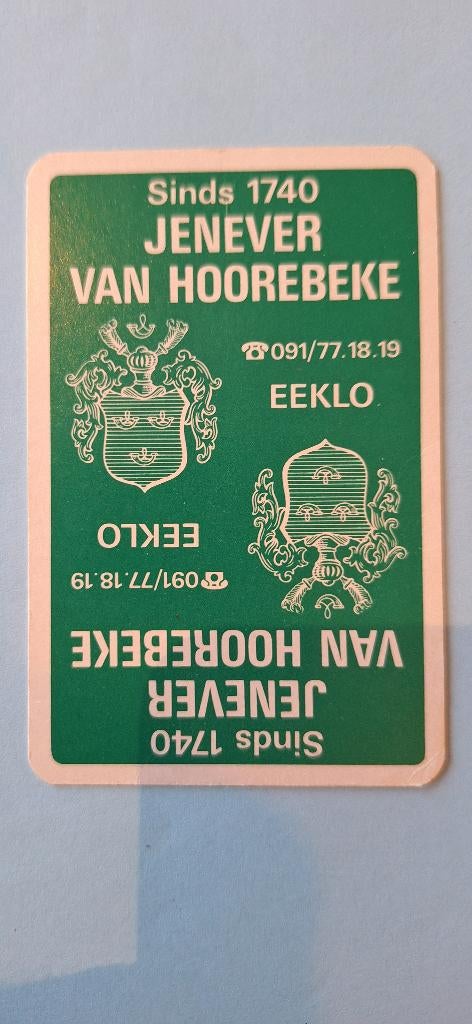 Sinds 1740
JENEVER
VAN HOOREBEKE
☎091/77.18.19
EEKLO
EEKLO
☎091/77.18.19
VAN HOOREBEKE
JENEVER
Sinds 1740